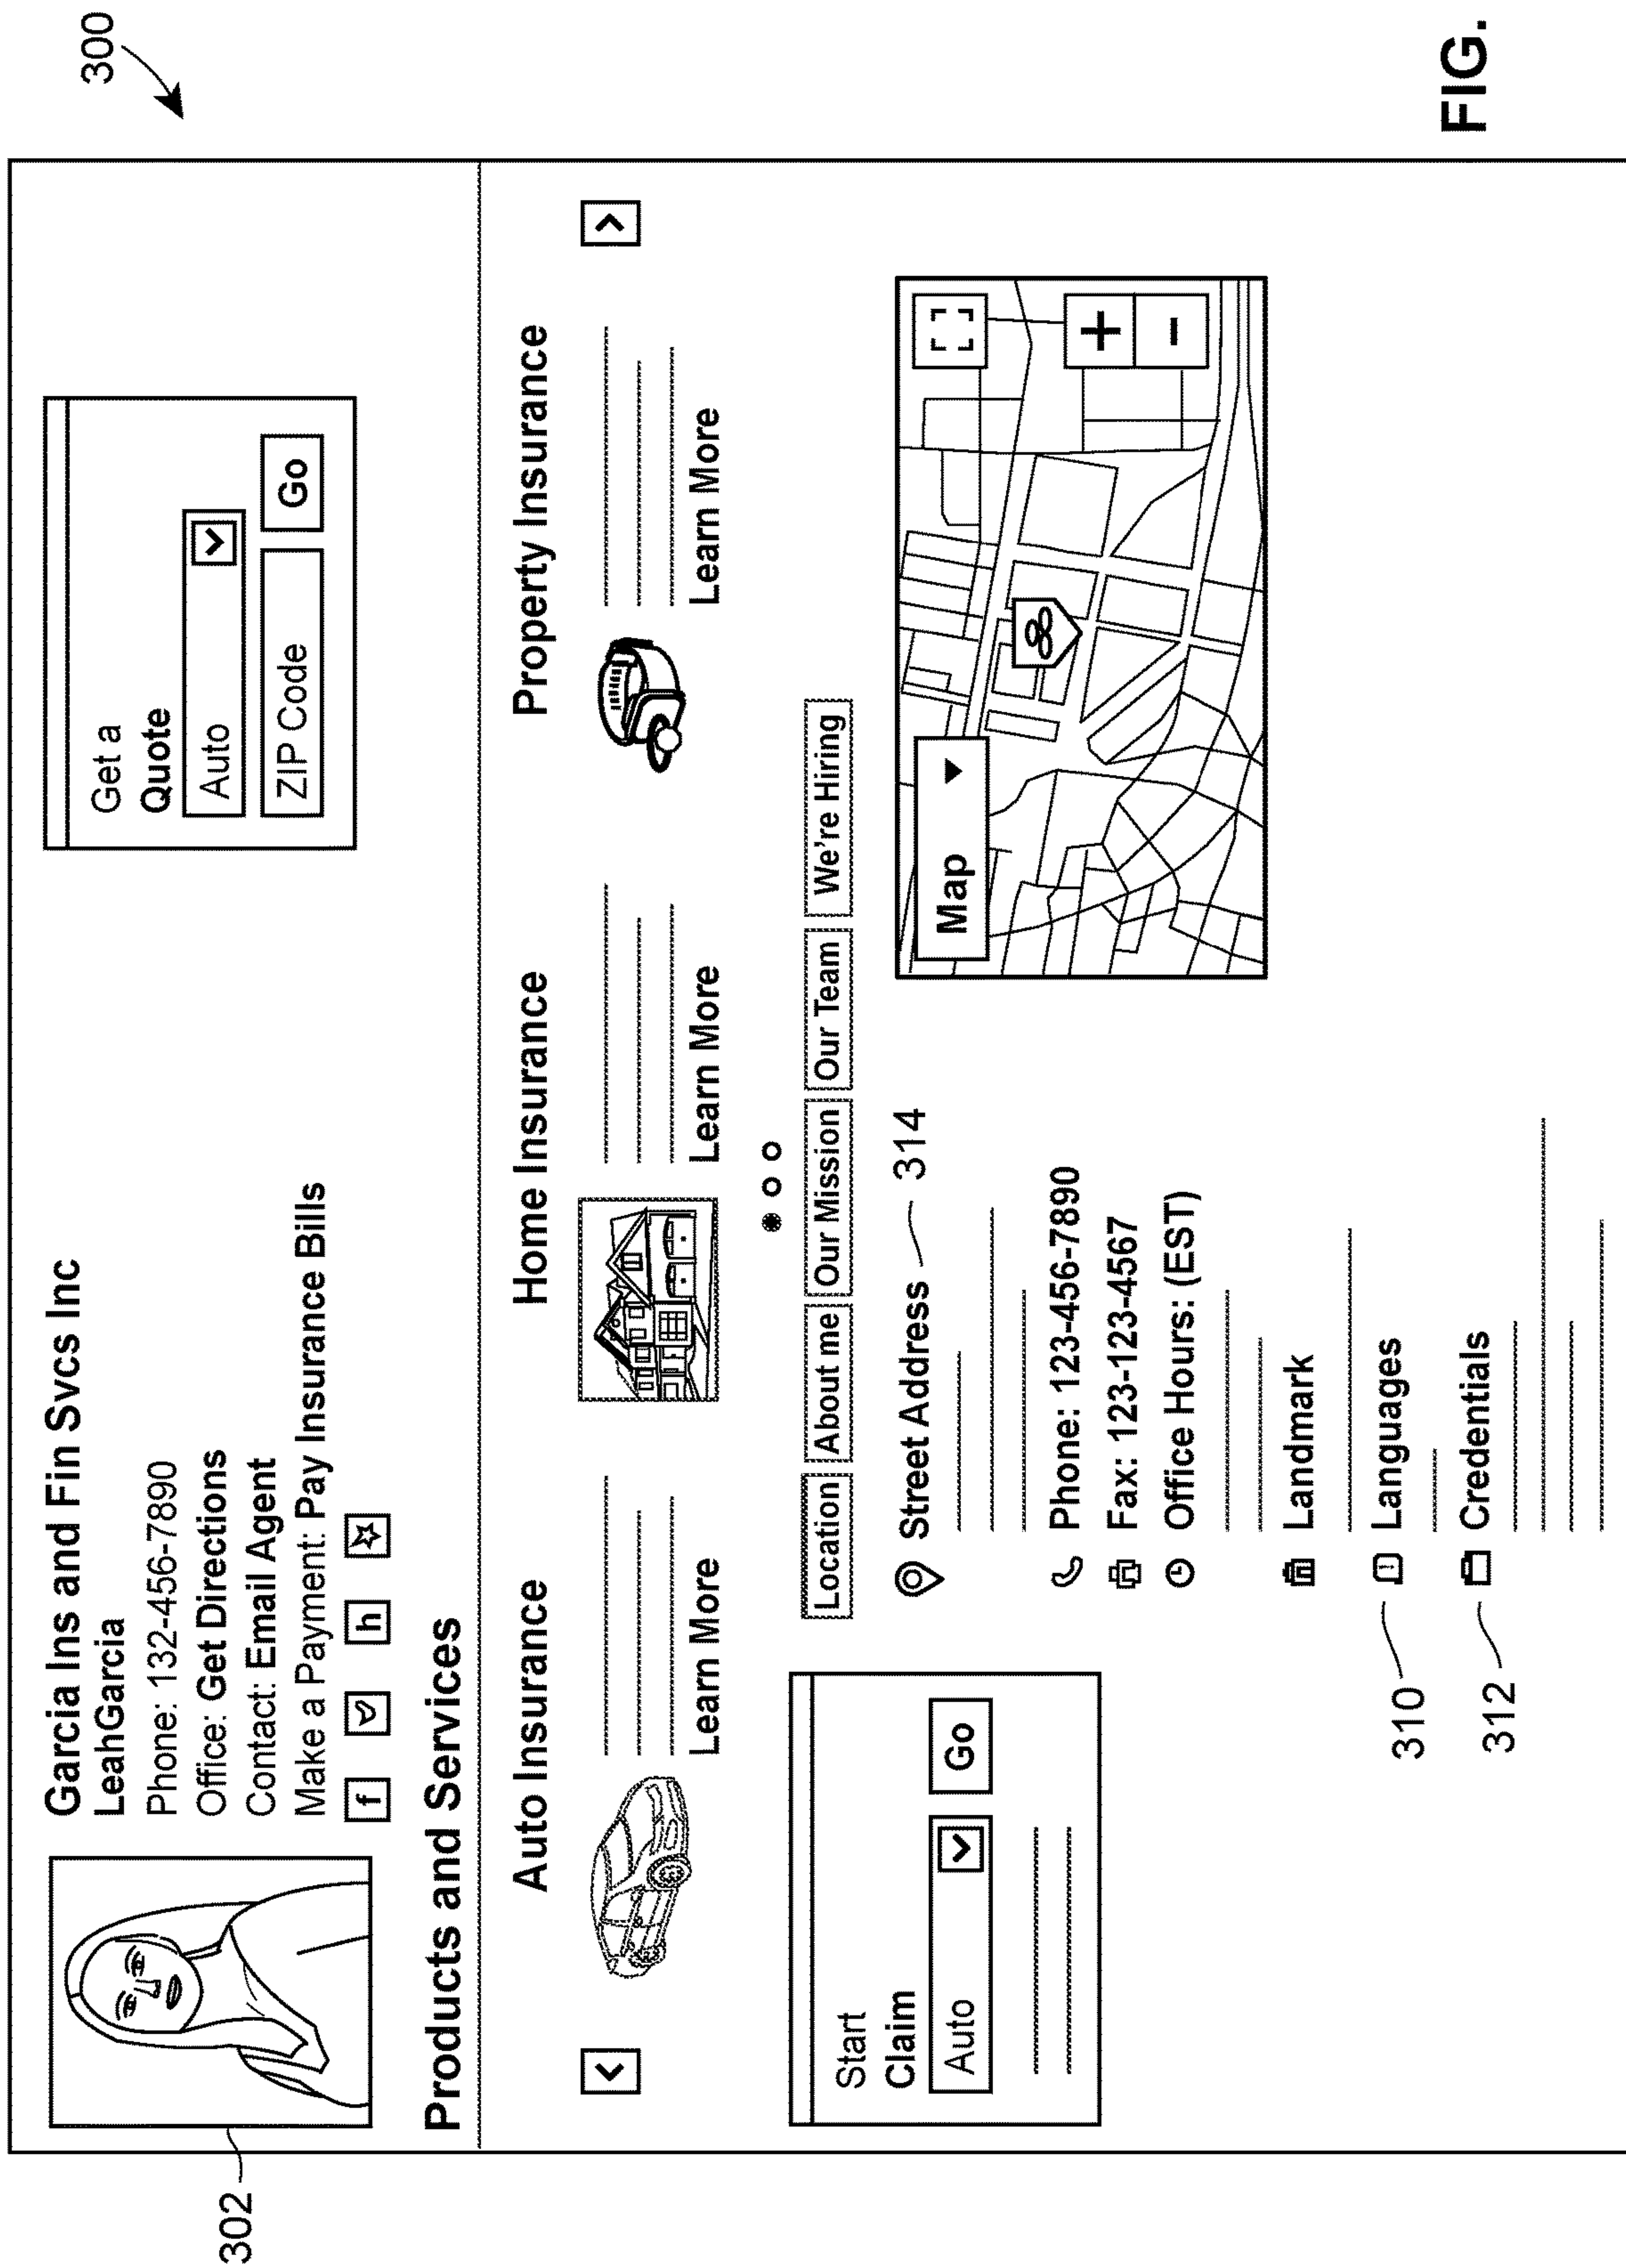 300
302
Garcia Ins and Fin Svcs Inc
LeahGarcia
Phone: 132-456-7890
Office: Get Directions
Contact: Email Agent
Make a Payment: Pay Insurance Bills
f h
Get a
Quote
Auto
ZIP Code Go
Products and Services
Auto Insurance
Learn More
Home Insurance
Learn More
Property Insurance
Learn More
Start
Claim
Auto Go
Location About me Our Mission Our Team We're Hiring
Street Address 314
Phone: 123-456-7890
Fax: 123-123-4567
Office Hours: (EST)
Landmark
310 Languages
312 Credentials
Map
FIG.